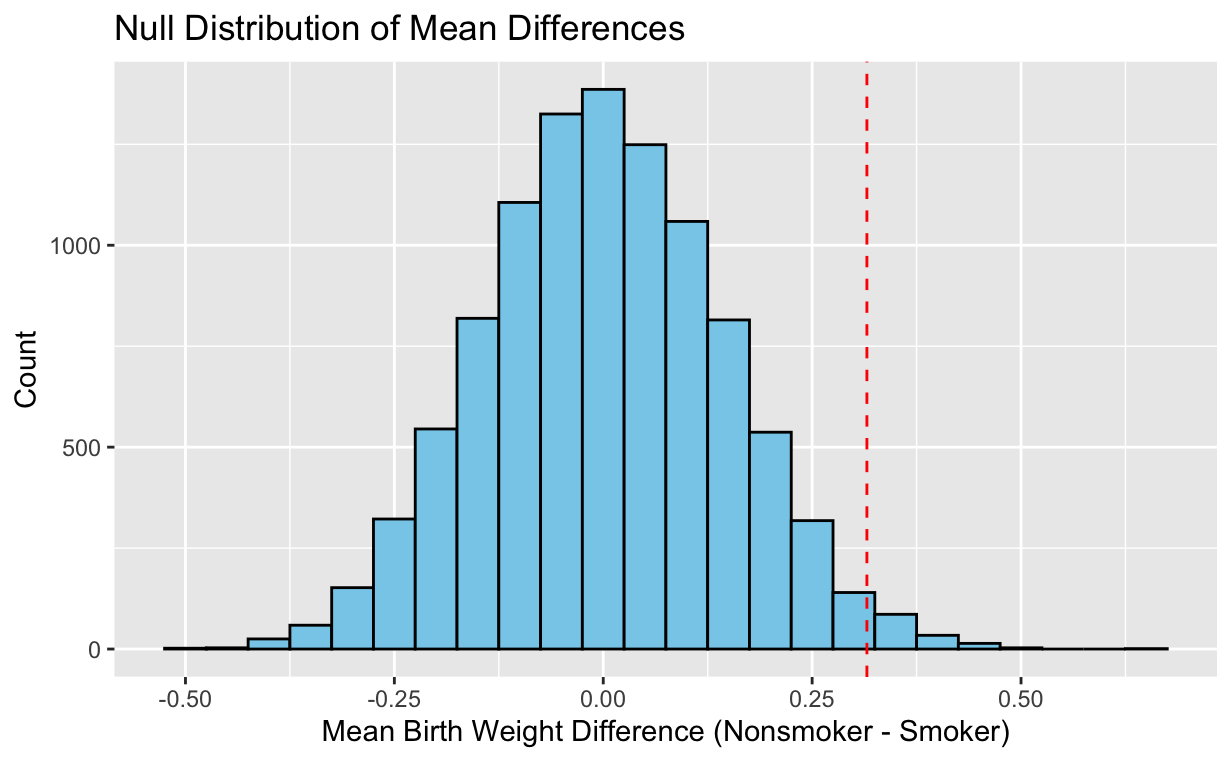 Null Distribution of Mean Differences
Count
1000
500
0
-0.50
-0.25
0.00
0.25
0.50
Mean Birth Weight Difference (Nonsmoker - Smoker)